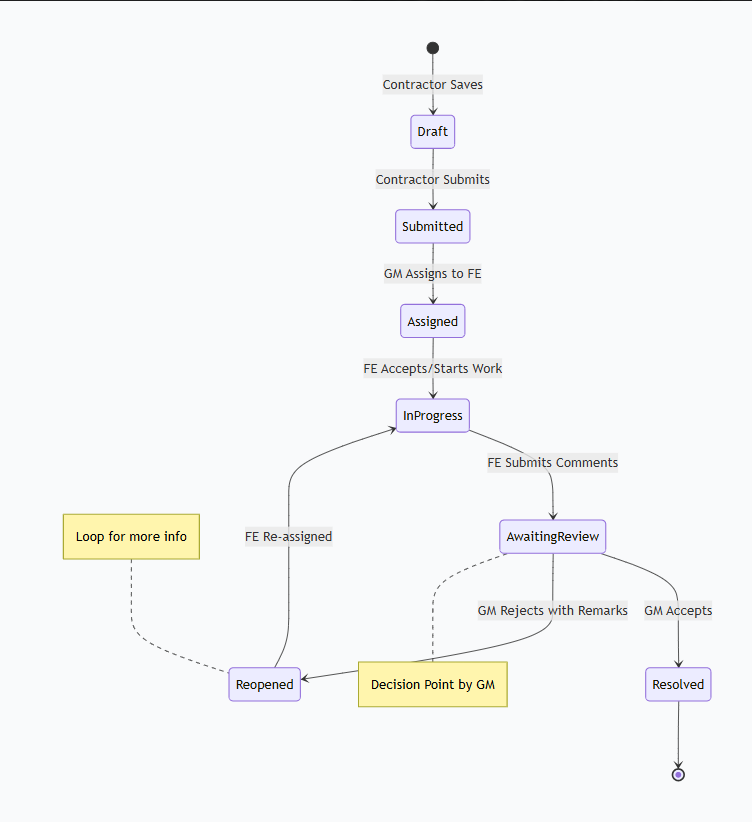 Contractor Saves
Draft
Contractor Submits
Submitted
GM Assigns to FE
Assigned
FE Accepts/Starts Work
InProgress
FE Submits Comments
Loop for more info
FE Re-assigned
AwaitingReview
GM Rejects with Remarks
GM Accepts
Reopened
Decision Point by GM
Resolved